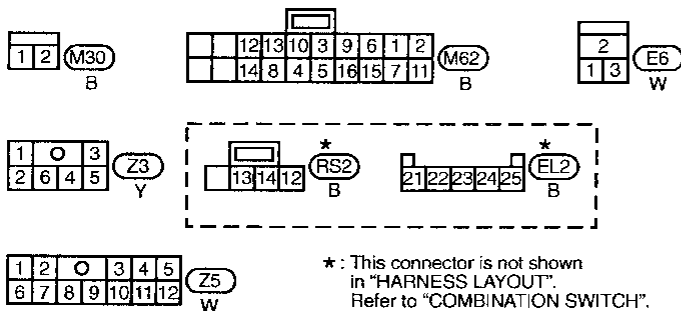 12 13 10 3 9 6 1 2
1 2 M30
B
14 8 4 5 16 15 7 11 M62
B
2
1 3 E6
W
1 O 3
2 6 4 5 Z3
Y
*
13 14 12 RS2
B
*
21 22 23 24 25 EL2
B
1 2 O 3 4 5
6 7 8 9 10 11 12 Z5
W
* : This connector is not shown
in "HARNESS LAYOUT".
Refer to "COMBINATION SWITCH".